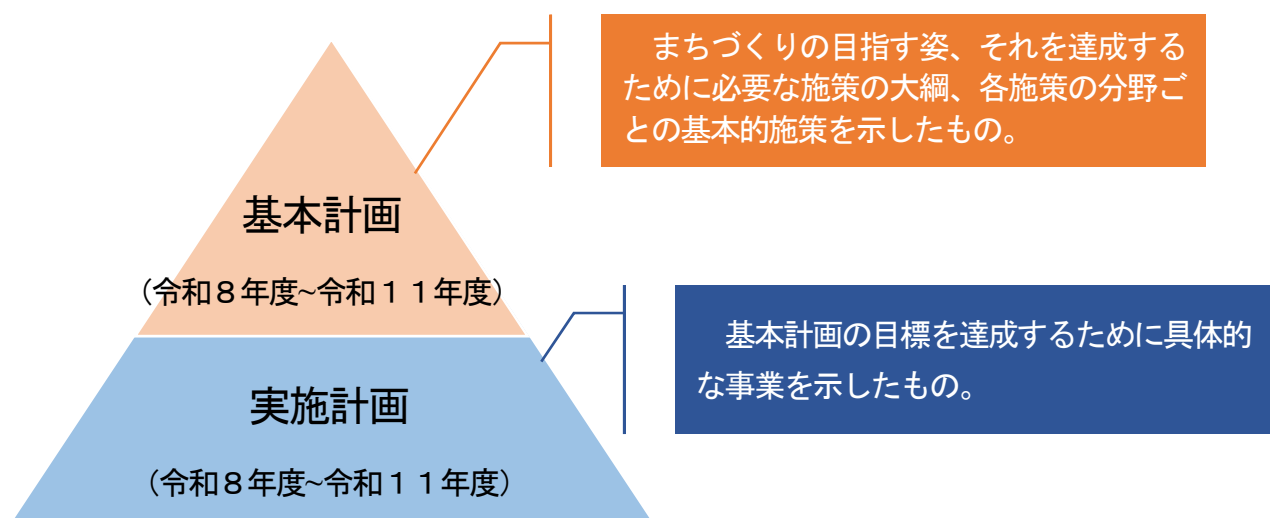 まちづくりの目指す姿、それを達成する
ために必要な施策の大綱、各施策の分野ご
との基本的施策を示したもの。
基本計画
(令和８年度~令和１１年度)
基本計画の目標を達成するために具体的
な事業を示したもの。
実施計画
(令和８年度~令和１１年度)